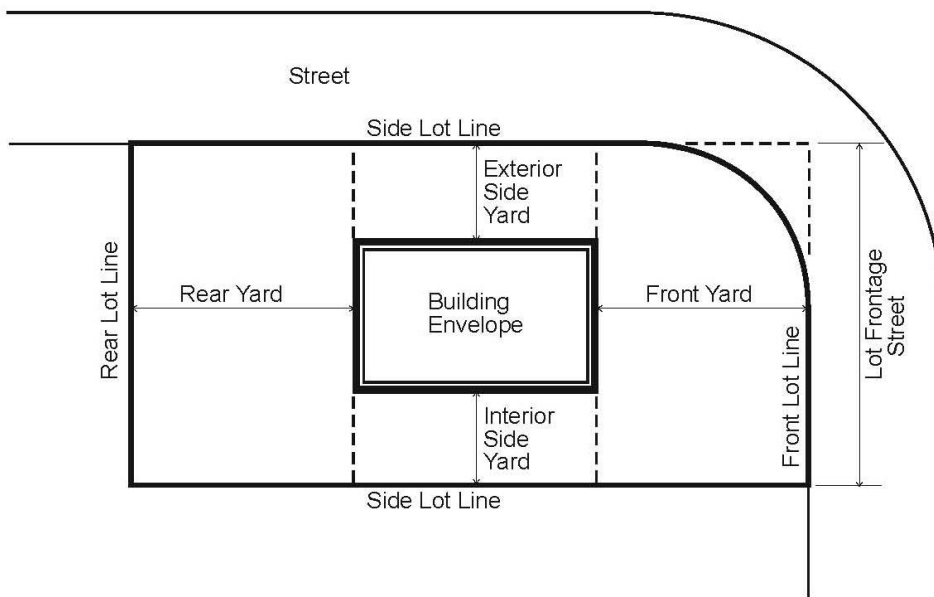 Street
Side Lot Line
Exterior
Side
Yard
Rear Lot Line
Rear Yard
Building
Envelope
Front Yard
Front Lot Line
Lot Frontage
Street
Interior
Side
Yard
Side Lot Line